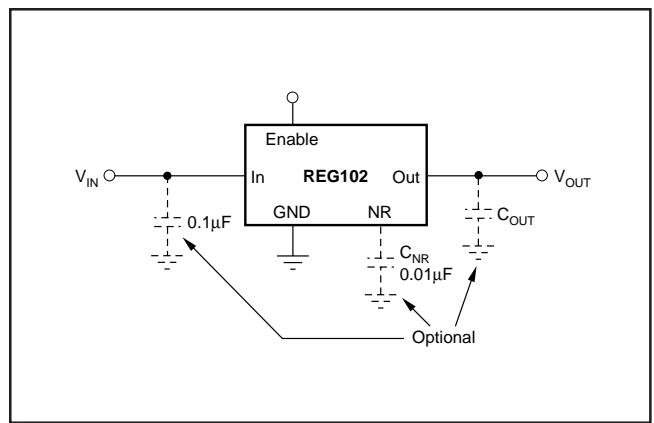 Enable
V_IN
In
REG102
Out
V_OUT
GND
NR
0.1μF
C_OUT
C_NR
0.01μF
Optional